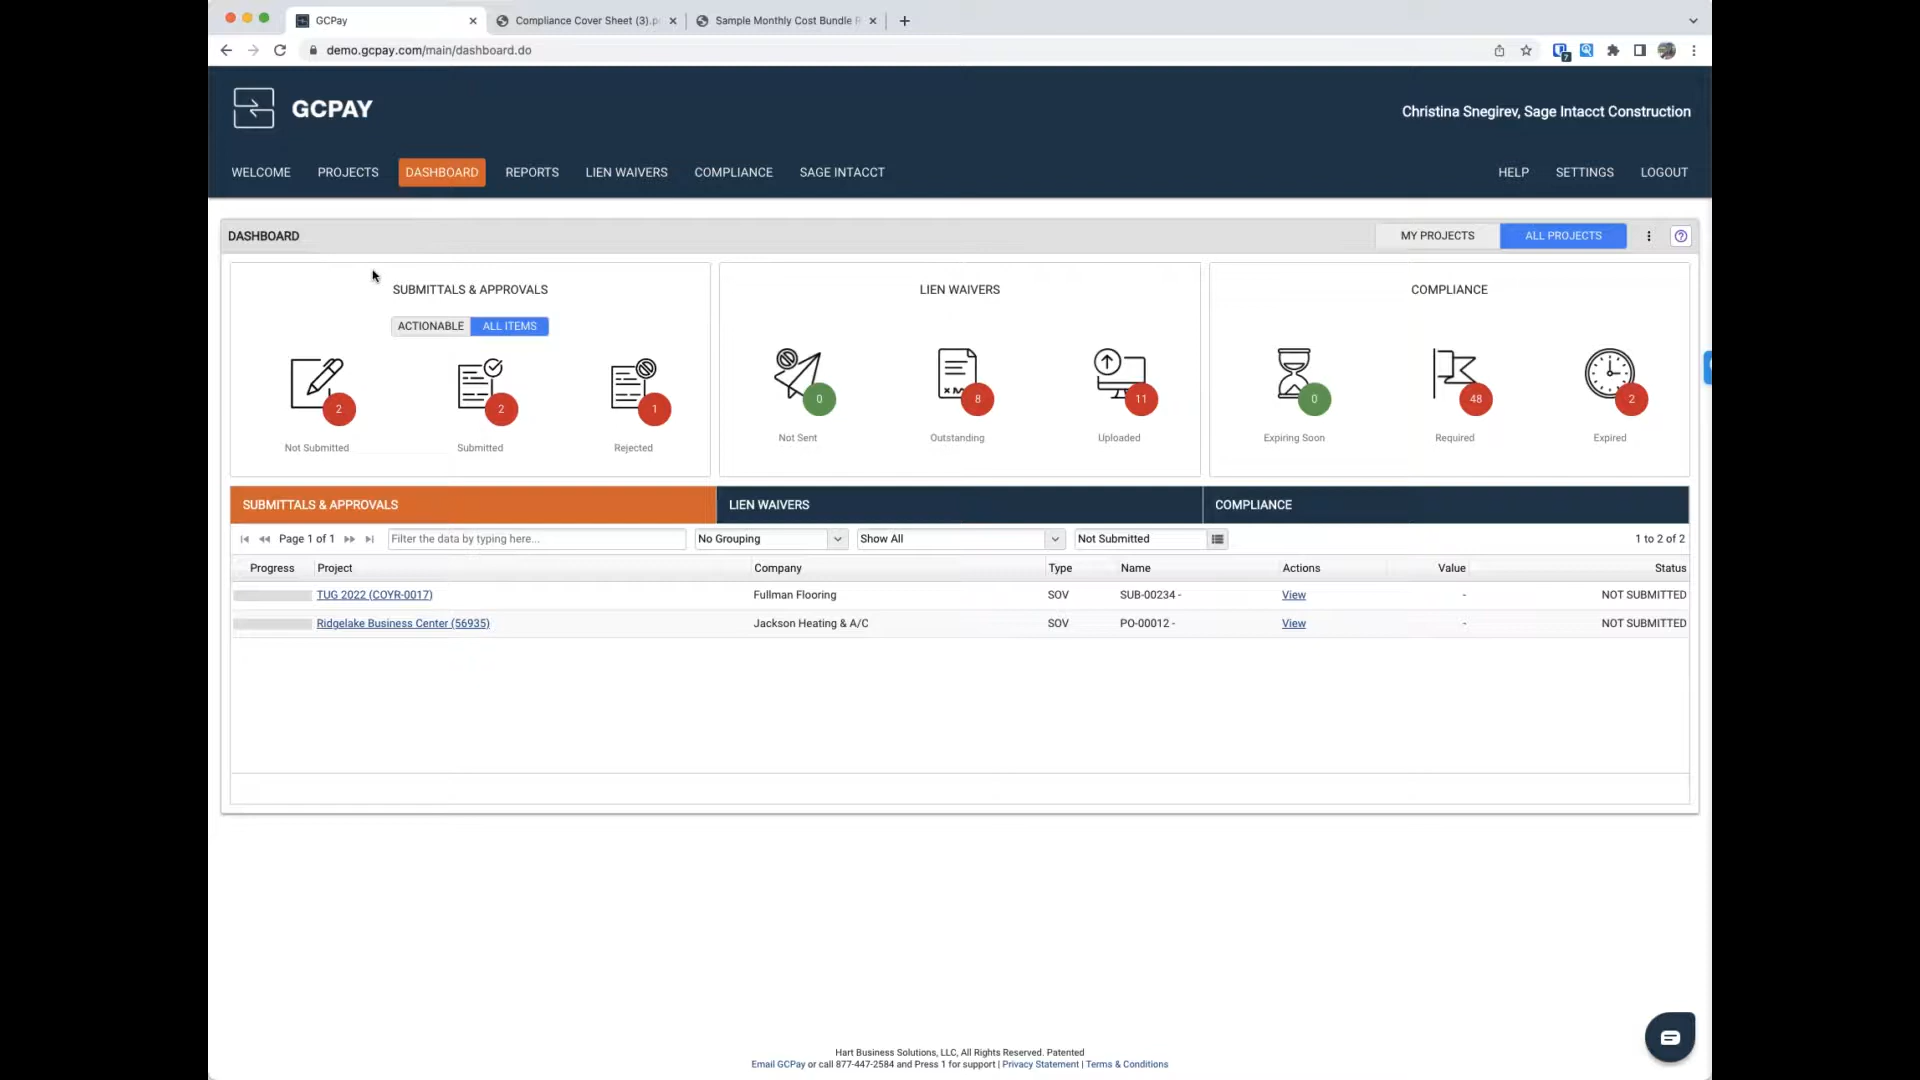 GCPay
Compliance Cover Sheet (3).p
Sample Monthly Cost Bundle
demo.gcpay.com/main/dashboard.do
7
GCPAY
Christina Snegirev, Sage Intacct Construction
WELCOME PROJECTS DASHBOARD REPORTS LIEN WAIVERS COMPLIANCE SAGE INTACCT HELP SETTINGS LOGOUT
DASHBOARD MY PROJECTS ALL PROJECTS
SUBMITTALS & APPROVALS
ACTIONABLE ALL ITEMS
2 2 1
Not Submitted Submitted Rejected
LIEN WAIVERS
0 8 11
Not Sent Outstanding Uploaded
COMPLIANCE
0 48 2
Expiring Soon Required Expired
SUBMITTALS & APPROVALS LIEN WAIVERS COMPLIANCE
Page 1 of 1 Filter the data by typing here... No Grouping Show All Not Submitted 1 to 2 of 2
Progress Project Company Type Name Actions Value Status
TUG 2022 (COYR-0017) Fullman Flooring SOV SUB-00234 - View - NOT SUBMITTED
Ridgelake Business Center (56935) Jackson Heating & A/C SOV PO-00012 - View - NOT SUBMITTED
Hart Business Solutions, LLC, All Rights Reserved. Patented
Email GCPay or call 877-447-2584 and Press 1 for support | Privacy Statement | Terms & Conditions